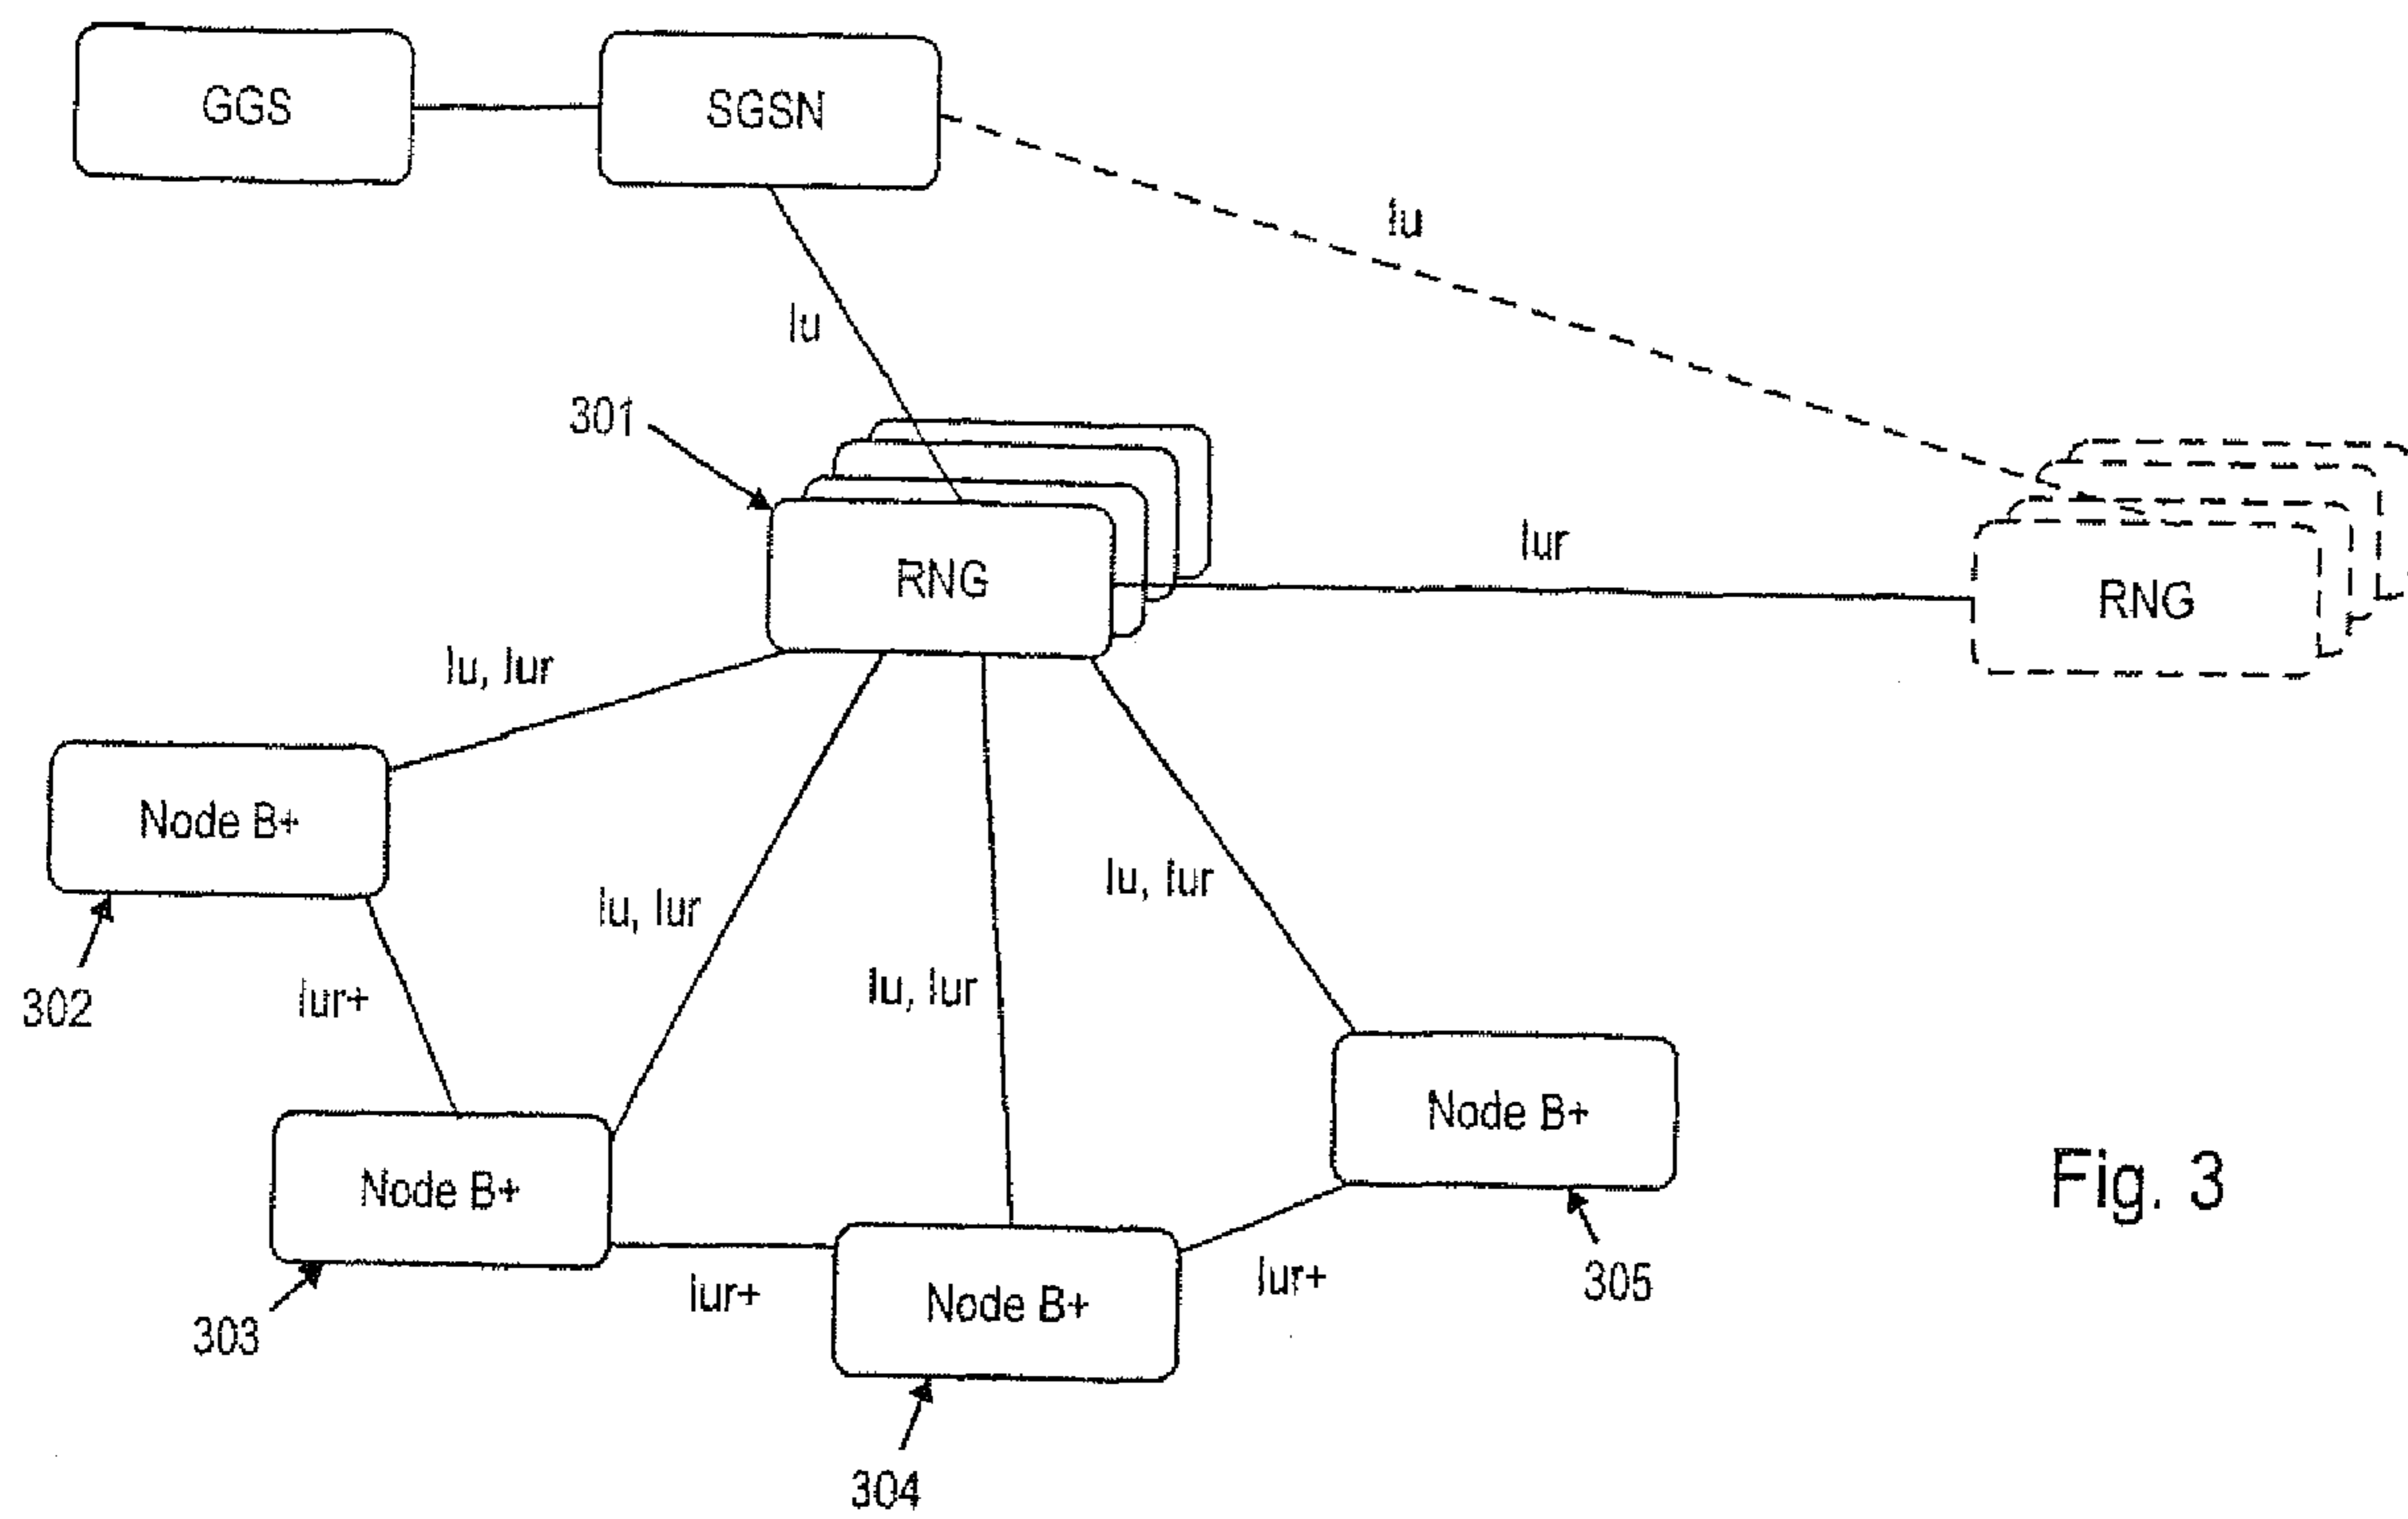 GGS
SGSN
Iu
Iu
301
RNG
Iur
RNG
Iu, Iur
Node B+
Iu, Iur
Iu, Iur
Iu, Iur
302
Iur+
Node B+
Node B+
Fig. 3
303
Iur+
Node B+
Iur+
305
304